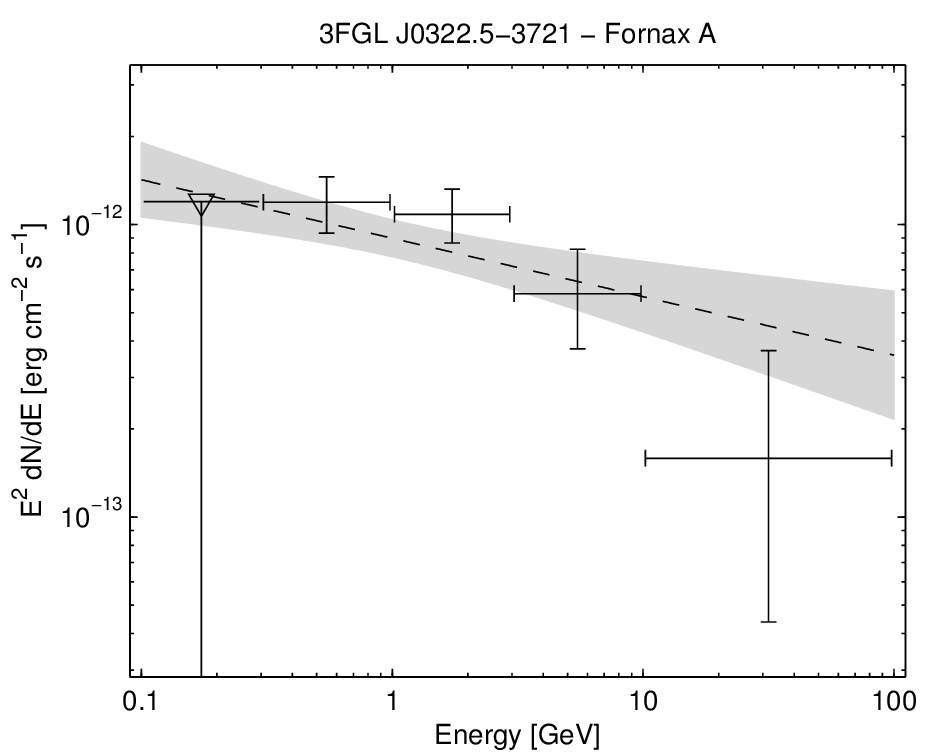 3FGL J0322.5−3721 − Fornax A
E² dN/dE [erg cm⁻² s⁻¹]
10⁻¹²
10⁻¹³
0.1 1 10 100
Energy [GeV]